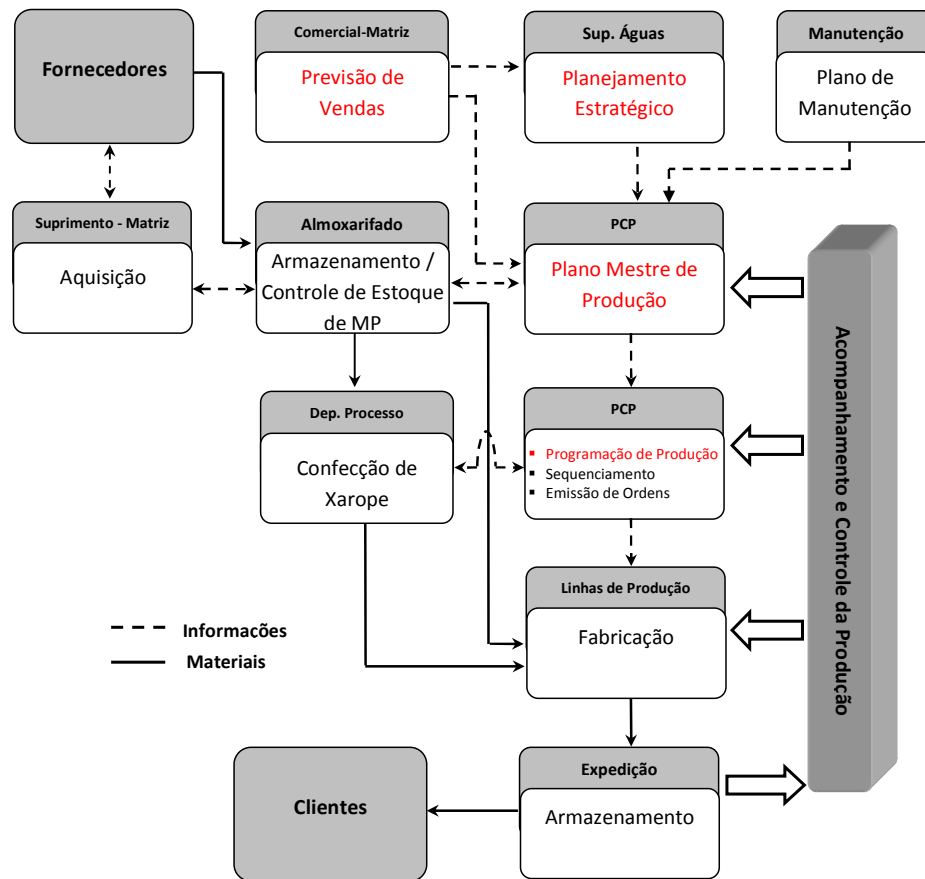 Fornecedores
Comercial-Matriz
Previsão de
Vendas
Sup. Águas
Planejamento
Estratégico
Manutenção
Plano de
Manutenção
Suprimento - Matriz
Aquisição
Almoxarifado
Armazenamento /
Controle de Estoque
de MP
PCP
Plano Mestre de
Produção
Dep. Processo
Confecção de
Xarope
PCP
Programação de Produção
Sequenciamento
Emissão de Ordens
Acompanhamento e Controle da Produção
Linhas de Produção
Fabricação
Informações
Materiais
Clientes
Expedição
Armazenamento